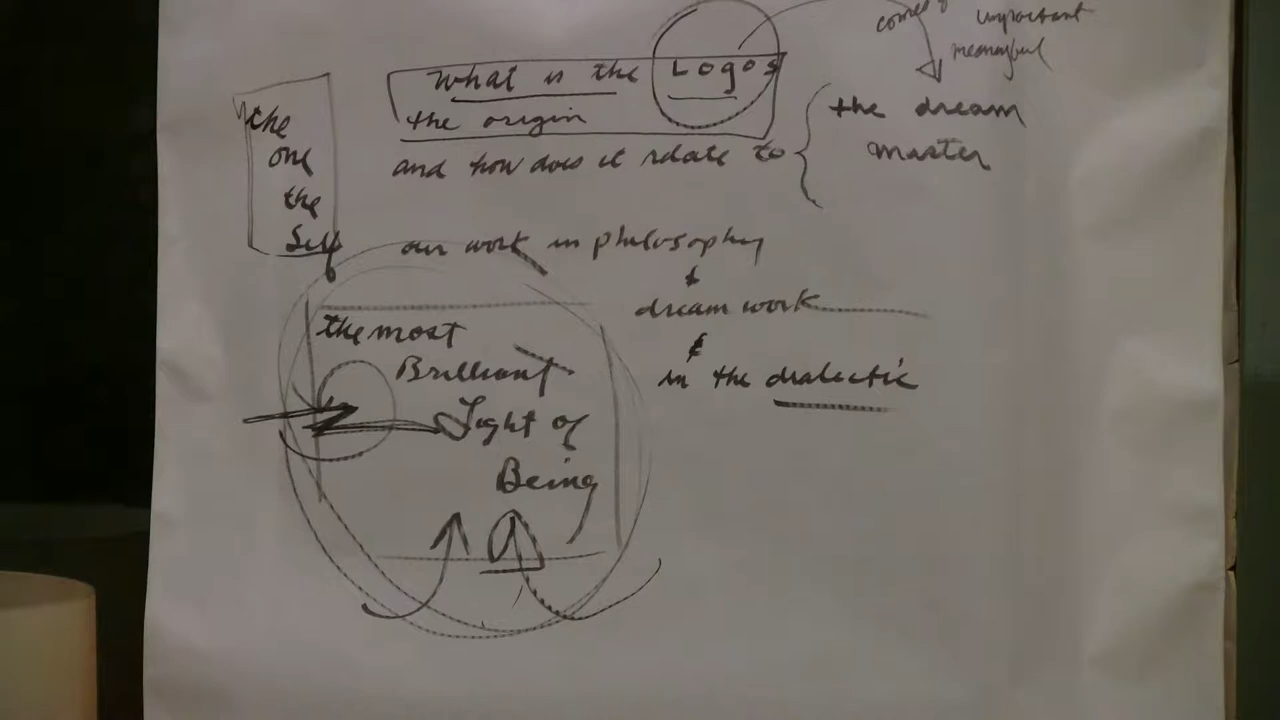 comes
important
meaningful
What is the Logos
the origin
and how does it relate to
the dream
master
the
one
the
Self
our work in philosophy
&
dream work
&
in the dialectic
the most
Brilliant
Light of
Being